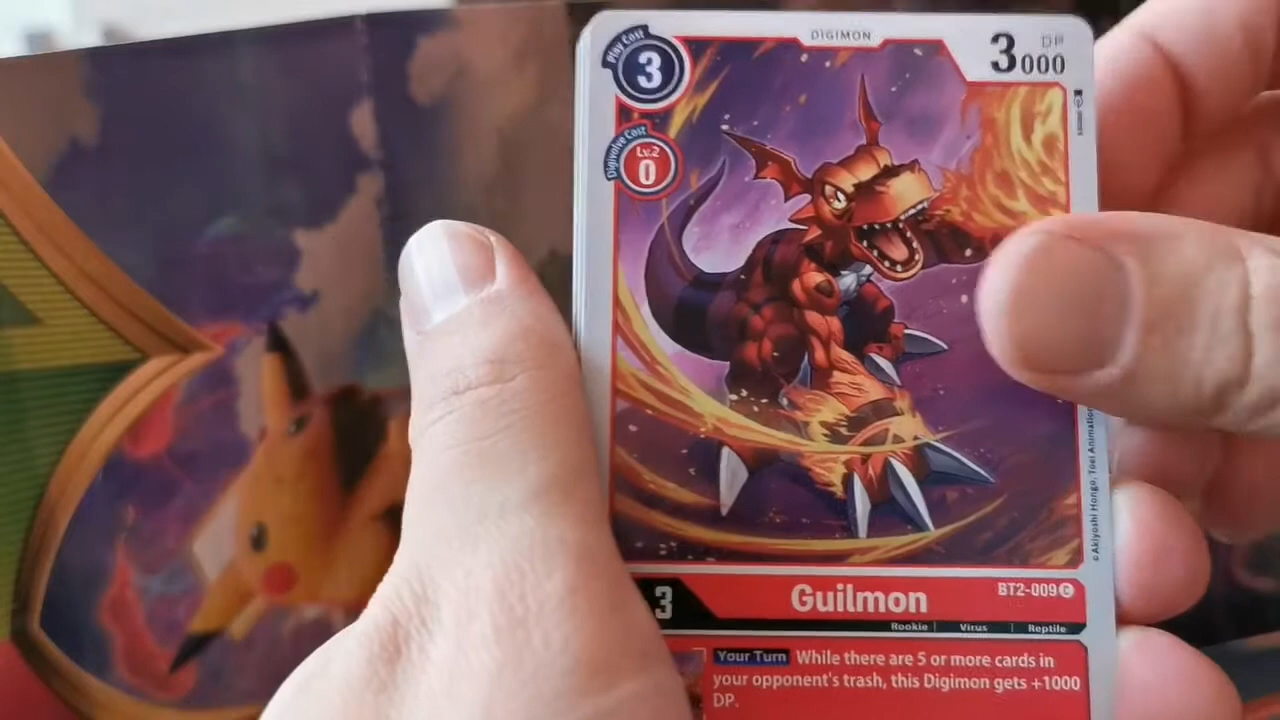 Play Cost
3
DIGIMON
DP
3000
Digivolve Cost
Lv.2
0
©Akiyoshi Hongo, Toei Animation
3
Guilmon
BT2-009 C
Rookie | Virus | Reptile
Your Turn While there are 5 or more cards in
your opponent's trash, this Digimon gets +1000
DP.